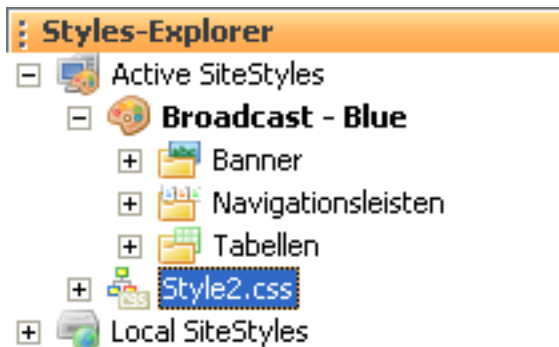 Styles-Explorer
Active SiteStyles
Broadcast - Blue
Banner
Navigationsleisten
Tabellen
Style2.css
Local SiteStyles